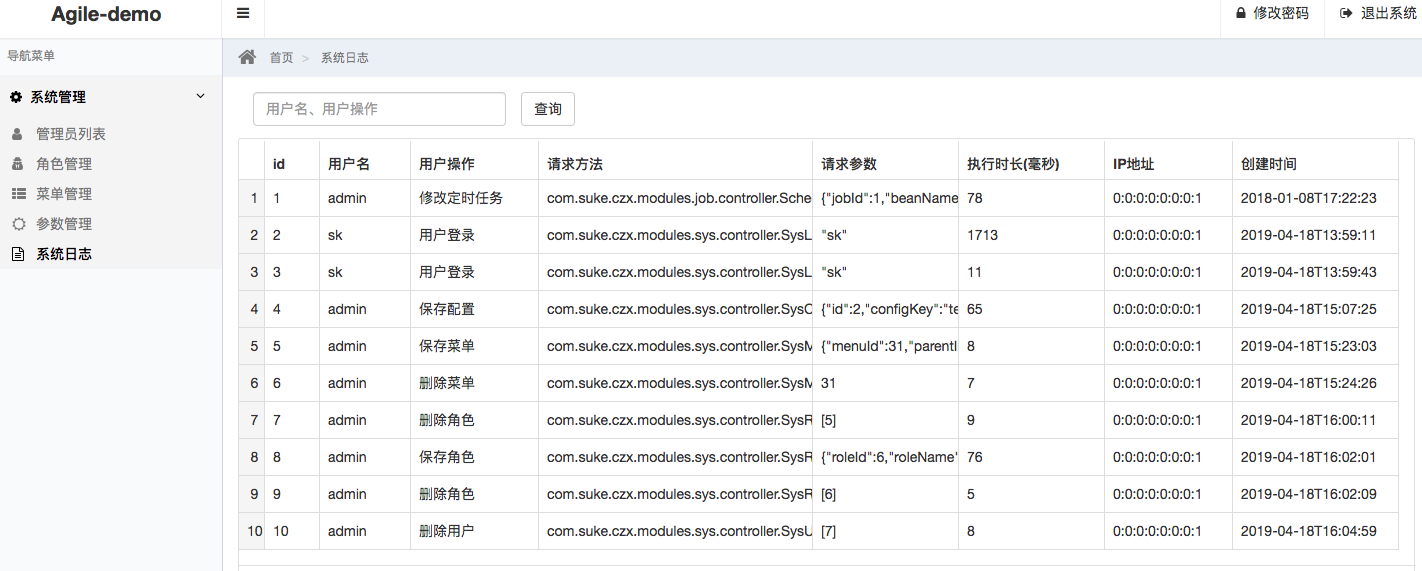 Agile-demo
修改密码 退出系统
导航菜单
首页 > 系统日志
系统管理
管理员列表
角色管理
菜单管理
参数管理
系统日志
用户名、用户操作 查询
id 用户名 用户操作 请求方法 请求参数 执行时长(毫秒) IP地址 创建时间
1 1 admin 修改定时任务 com.suke.czx.modules.job.controller.Sche {"jobId":1,"beanName 78 0:0:0:0:0:0:0:1 2018-01-08T17:22:23
2 2 sk 用户登录 com.suke.czx.modules.sys.controller.SysL "sk" 1713 0:0:0:0:0:0:0:1 2019-04-18T13:59:11
3 3 sk 用户登录 com.suke.czx.modules.sys.controller.SysL "sk" 11 0:0:0:0:0:0:0:1 2019-04-18T13:59:43
4 4 admin 保存配置 com.suke.czx.modules.sys.controller.SysC {"id":2,"configKey":"te 65 0:0:0:0:0:0:0:1 2019-04-18T15:07:25
5 5 admin 保存菜单 com.suke.czx.modules.sys.controller.SysM {"menuId":31,"parentI 8 0:0:0:0:0:0:0:1 2019-04-18T15:23:03
6 6 admin 删除菜单 com.suke.czx.modules.sys.controller.SysM 31 7 0:0:0:0:0:0:0:1 2019-04-18T15:24:26
7 7 admin 删除角色 com.suke.czx.modules.sys.controller.SysR [5] 9 0:0:0:0:0:0:0:1 2019-04-18T16:00:11
8 8 admin 保存角色 com.suke.czx.modules.sys.controller.SysR {"roleId":6,"roleName" 76 0:0:0:0:0:0:0:1 2019-04-18T16:02:01
9 9 admin 删除角色 com.suke.czx.modules.sys.controller.SysR [6] 5 0:0:0:0:0:0:0:1 2019-04-18T16:02:09
10 10 admin 删除用户 com.suke.czx.modules.sys.controller.SysU [7] 8 0:0:0:0:0:0:0:1 2019-04-18T16:04:59